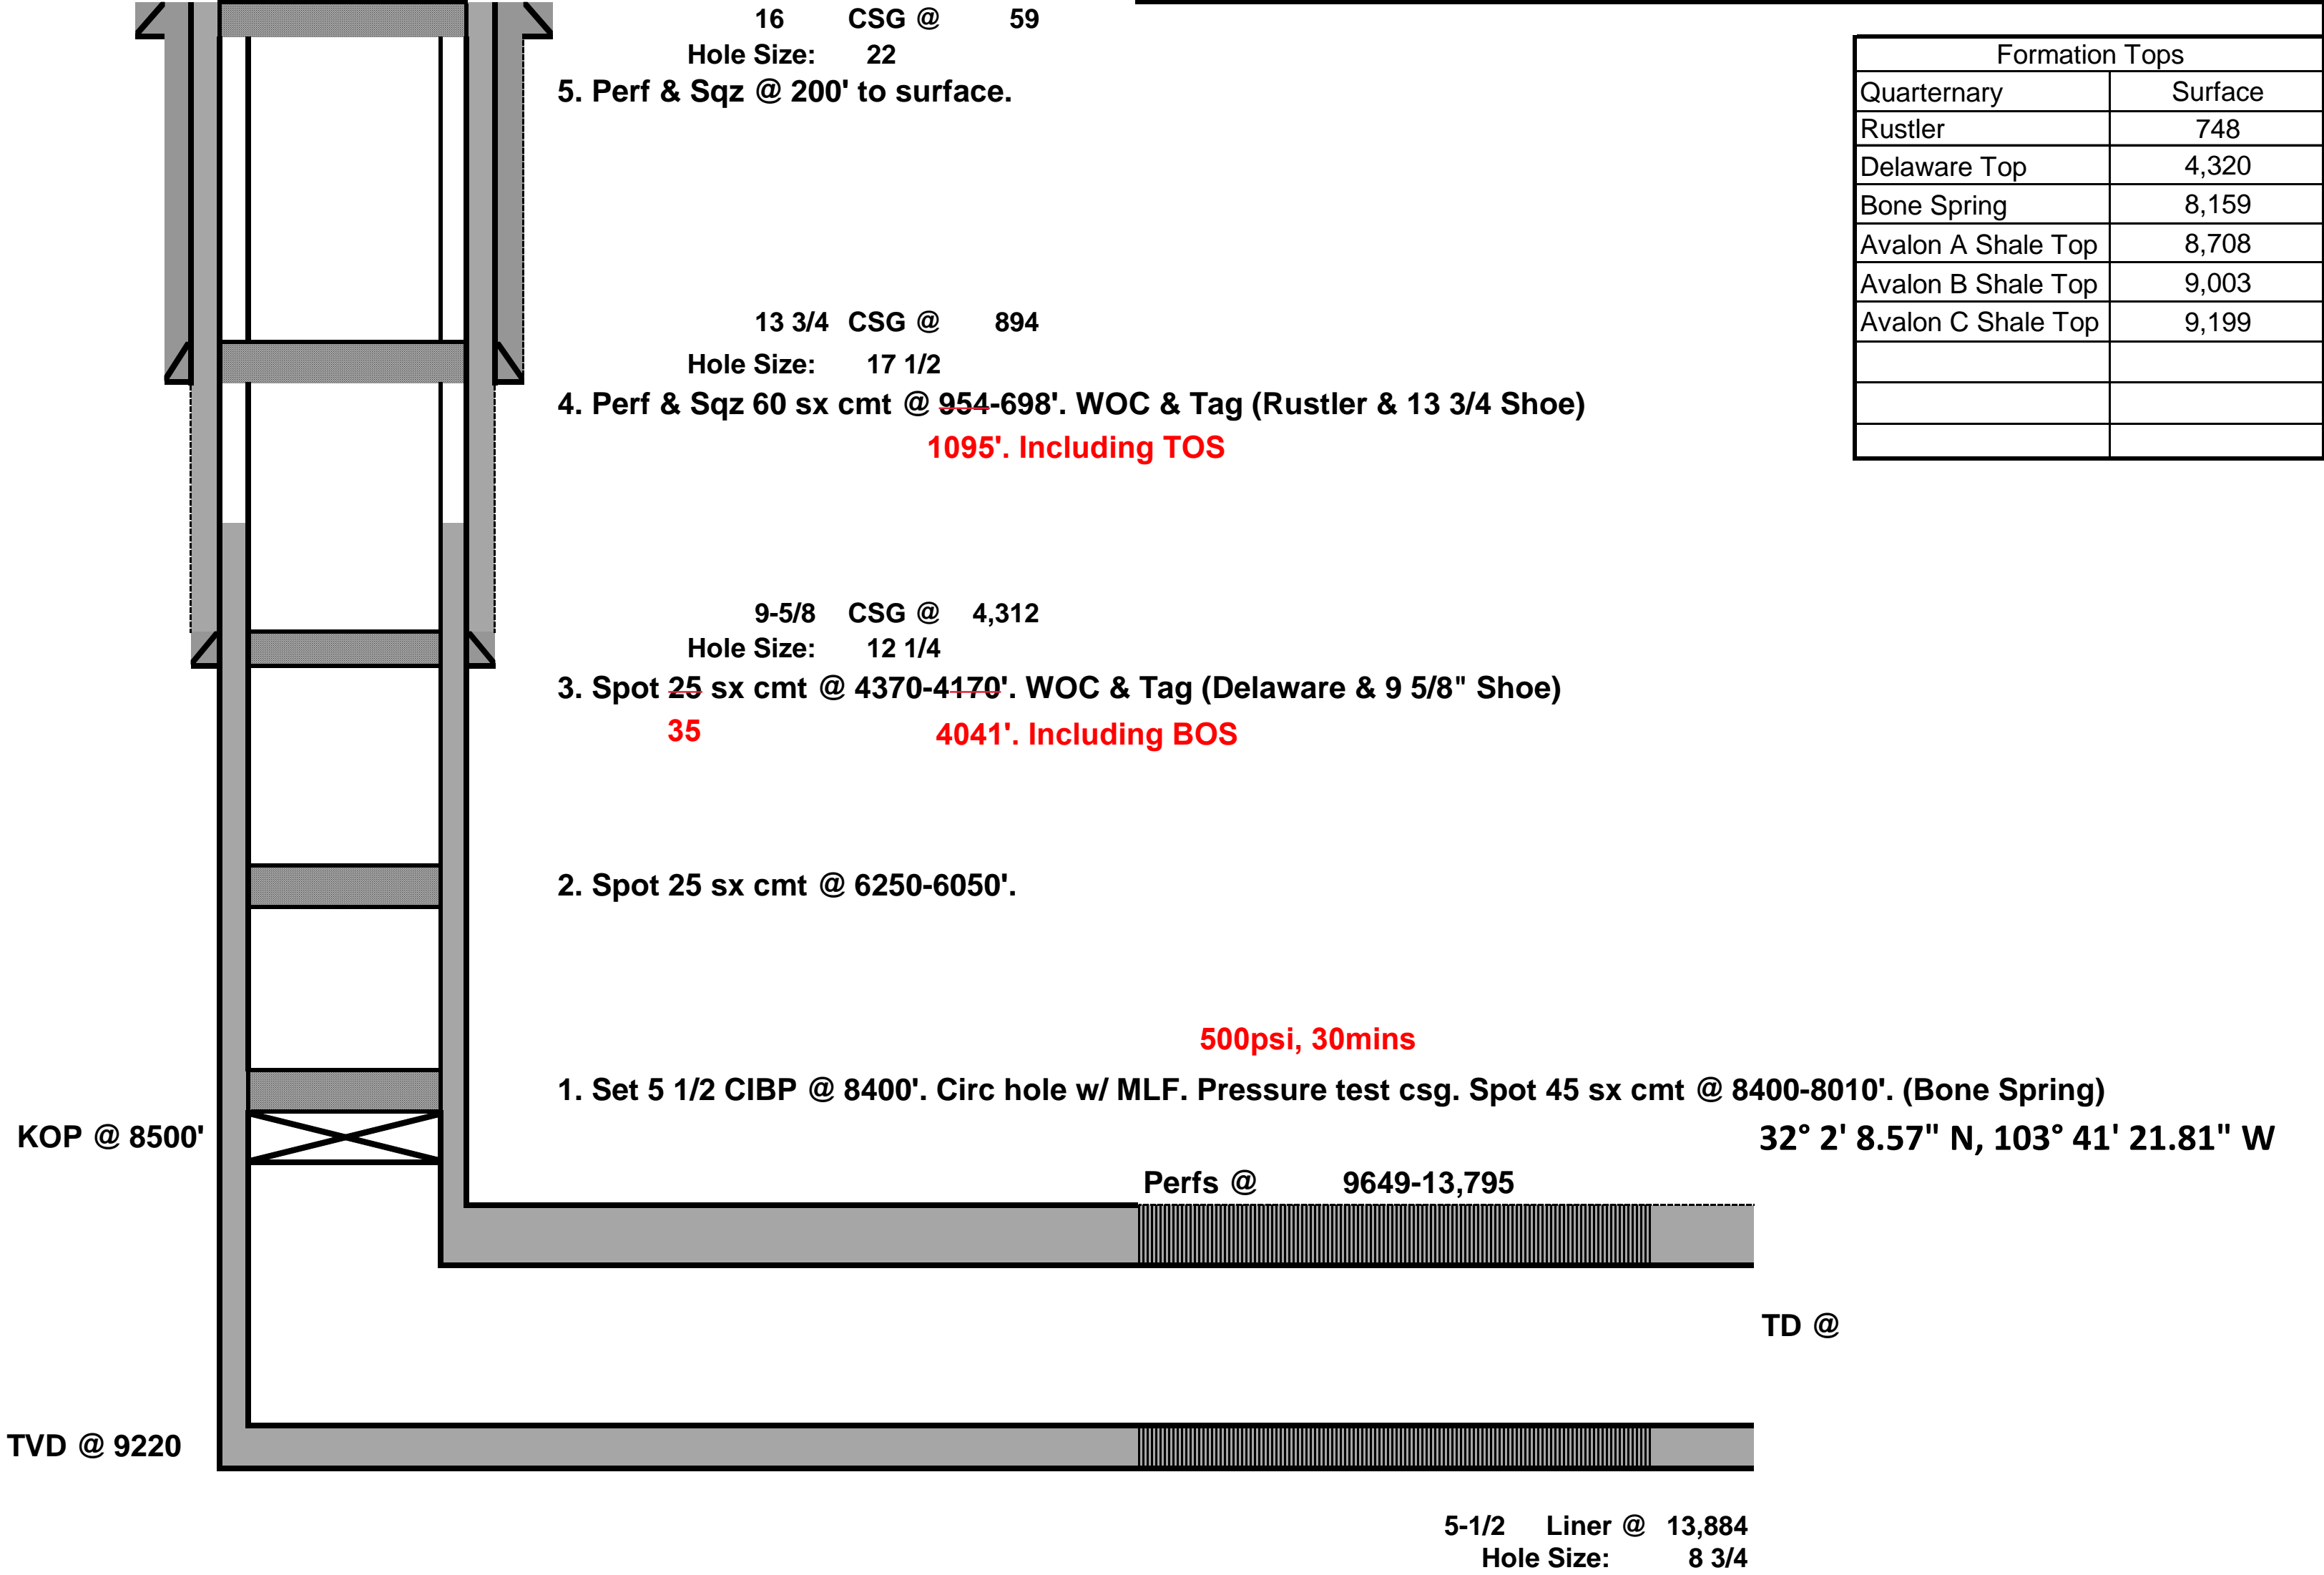 16 CSG @ 59
Hole Size: 22
5. Perf & Sqz @ 200' to surface.
Formation Tops
Quarternary Surface
Rustler 748
Delaware Top 4,320
Bone Spring 8,159
Avalon A Shale Top 8,708
Avalon B Shale Top 9,003
Avalon C Shale Top 9,199
13 3/4 CSG @ 894
Hole Size: 17 1/2
4. Perf & Sqz 60 sx cmt @ 954-698'. WOC & Tag (Rustler & 13 3/4 Shoe)
1095'. Including TOS
9-5/8 CSG @ 4,312
Hole Size: 12 1/4
3. Spot 25 sx cmt @ 4370-4170'. WOC & Tag (Delaware & 9 5/8" Shoe)
35 4041'. Including BOS
2. Spot 25 sx cmt @ 6250-6050'.
500psi, 30mins
1. Set 5 1/2 CIBP @ 8400'. Circ hole w/ MLF. Pressure test csg. Spot 45 sx cmt @ 8400-8010'. (Bone Spring)
KOP @ 8500'
32° 2' 8.57" N, 103° 41' 21.81" W
Perfs @ 9649-13,795
TD @
TVD @ 9220
5-1/2 Liner @ 13,884
Hole Size: 8 3/4